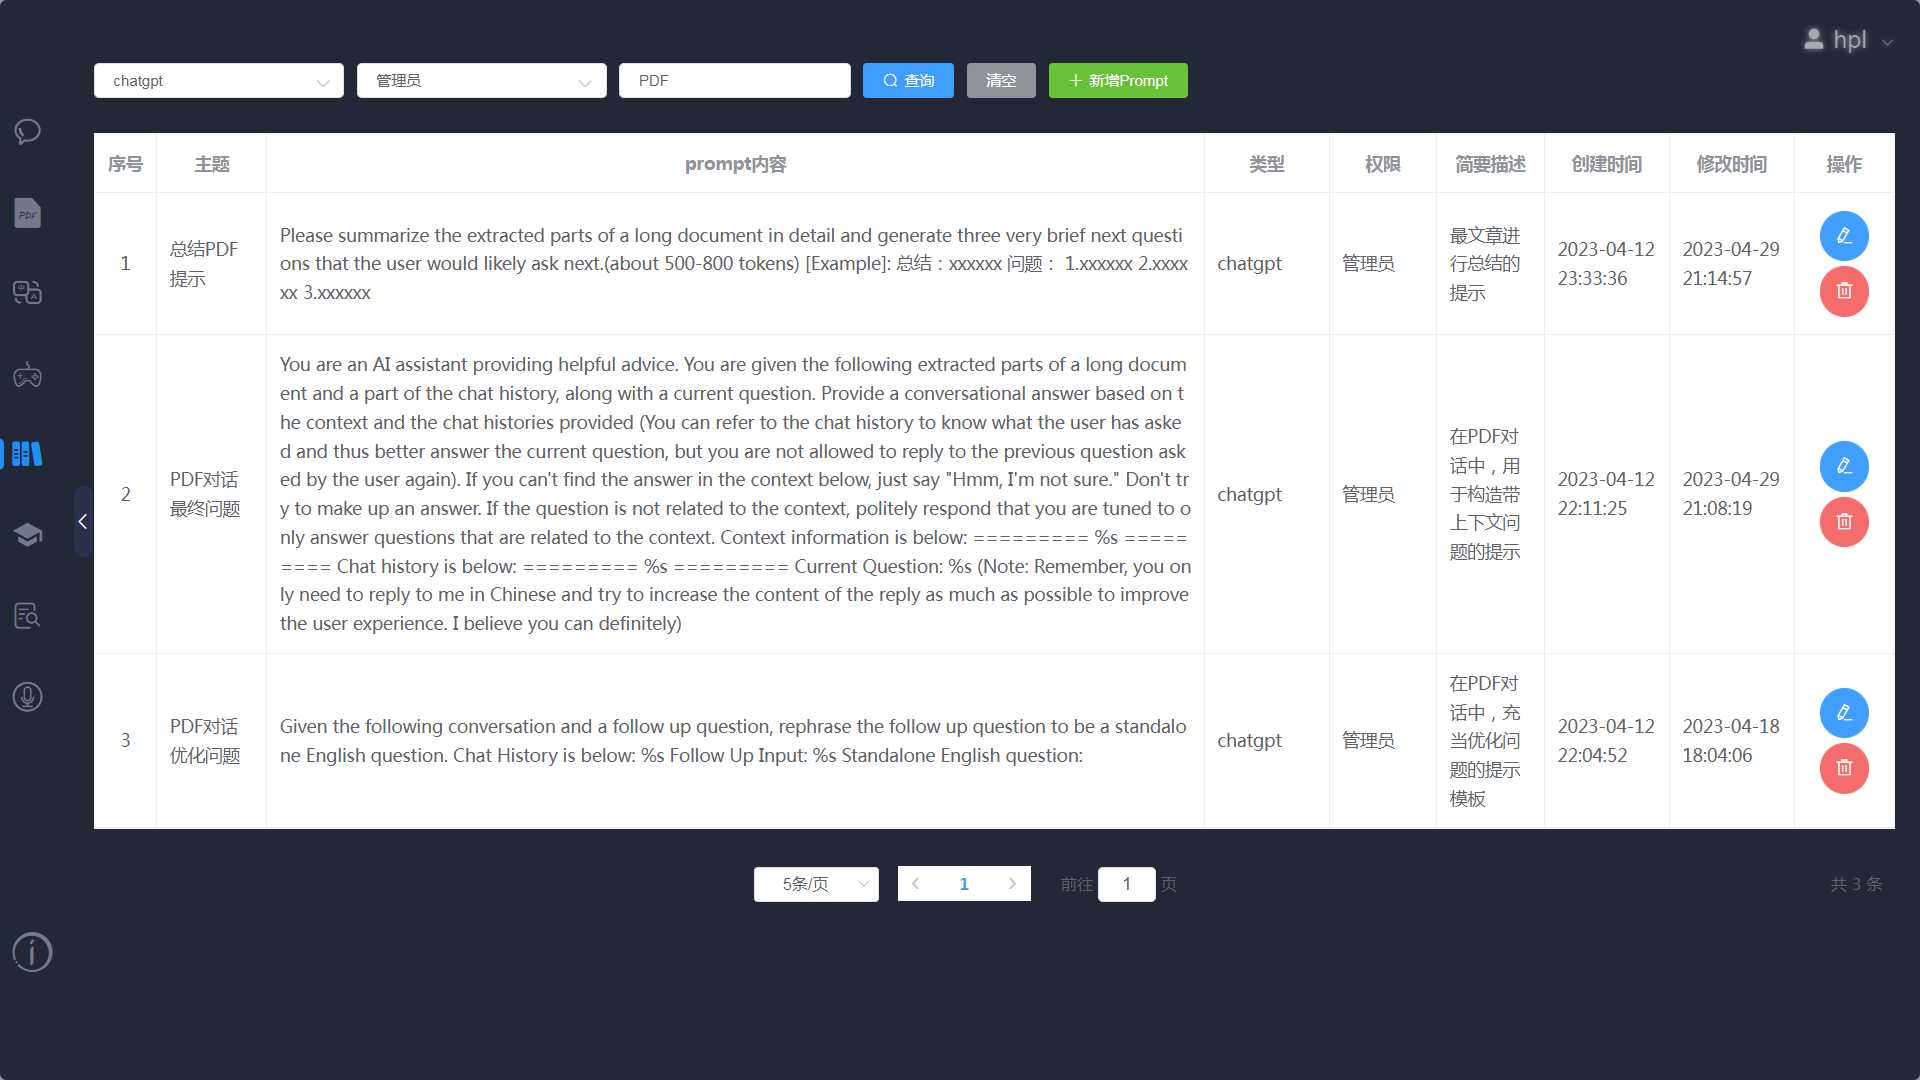 hpl
chatgpt 管理员 PDF 查询 清空 新增Prompt
序号 主题 prompt内容 类型 权限 简要描述 创建时间 修改时间 操作
1
总结PDF
提示
Please summarize the extracted parts of a long document in detail and generate three very brief next questi
ons that the user would likely ask next.(about 500-800 tokens) [Example]: 总结：xxxxxx 问题： 1.xxxxxx 2.xxxx
xx 3.xxxxxx
chatgpt
管理员
最文章进
行总结的
提示
2023-04-12
23:33:36
2023-04-29
21:14:57
2
PDF对话
最终问题
You are an AI assistant providing helpful advice. You are given the following extracted parts of a long docum
ent and a part of the chat history, along with a current question. Provide a conversational answer based on t
he context and the chat histories provided (You can refer to the chat history to know what the user has aske
d and thus better answer the current question, but you are not allowed to reply to the previous question ask
ed by the user again). If you can't find the answer in the context below, just say "Hmm, I'm not sure." Don't tr
y to make up an answer. If the question is not related to the context, politely respond that you are tuned to o
nly answer questions that are related to the context. Context information is below: ========= %s =====
==== Chat history is below: ========= %s ========= Current Question: %s (Note: Remember, you on
ly need to reply to me in Chinese and try to increase the content of the reply as much as possible to improve
the user experience. I believe you can definitely)
chatgpt
管理员
在PDF对
话中，用
于构造带
上下文问
题的提示
2023-04-12
22:11:25
2023-04-29
21:08:19
3
PDF对话
优化问题
Given the following conversation and a follow up question, rephrase the follow up question to be a standalo
ne English question. Chat History is below: %s Follow Up Input: %s Standalone English question:
chatgpt
管理员
在PDF对
话中，充
当优化问
题的提示
模板
2023-04-12
22:04:52
2023-04-18
18:04:06
5条/页 1 前往 1 页 共 3 条